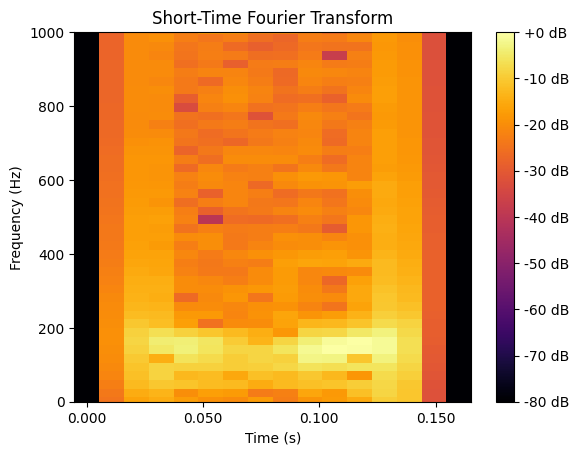 Short-Time Fourier Transform
Frequency (Hz)
1000
800
600
400
200
0
0.000
0.050
0.100
0.150
Time (s)
+0 dB
-10 dB
-20 dB
-30 dB
-40 dB
-50 dB
-60 dB
-70 dB
-80 dB